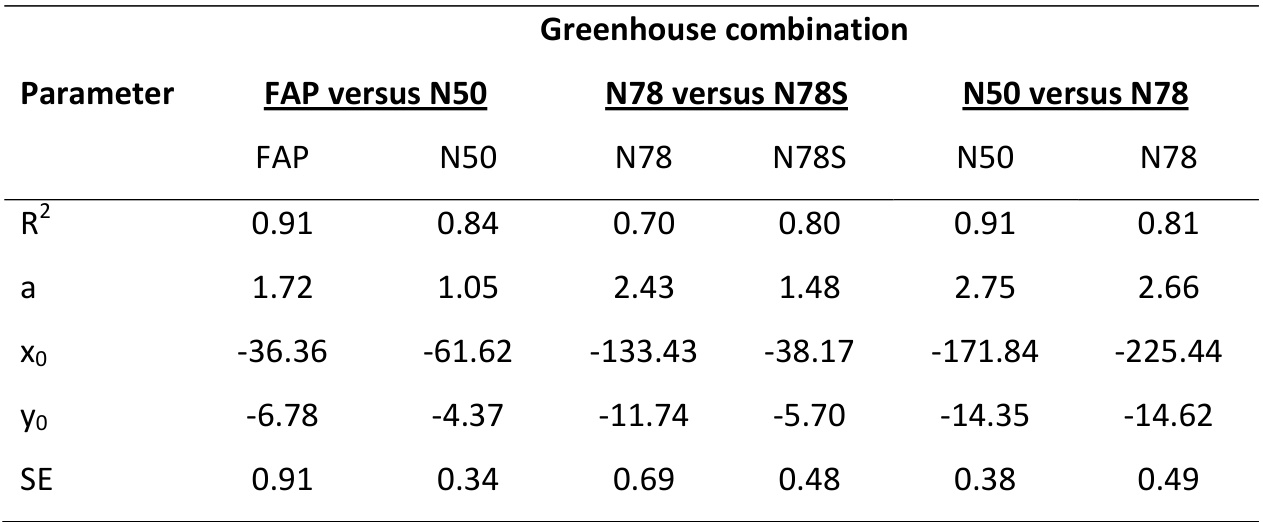 Greenhouse combination
Parameter FAP versus N50 N78 versus N78S N50 versus N78
FAP N50 N78 N78S N50 N78
R² 0.91 0.84 0.70 0.80 0.91 0.81
a 1.72 1.05 2.43 1.48 2.75 2.66
x₀ -36.36 -61.62 -133.43 -38.17 -171.84 -225.44
y₀ -6.78 -4.37 -11.74 -5.70 -14.35 -14.62
SE 0.91 0.34 0.69 0.48 0.38 0.49